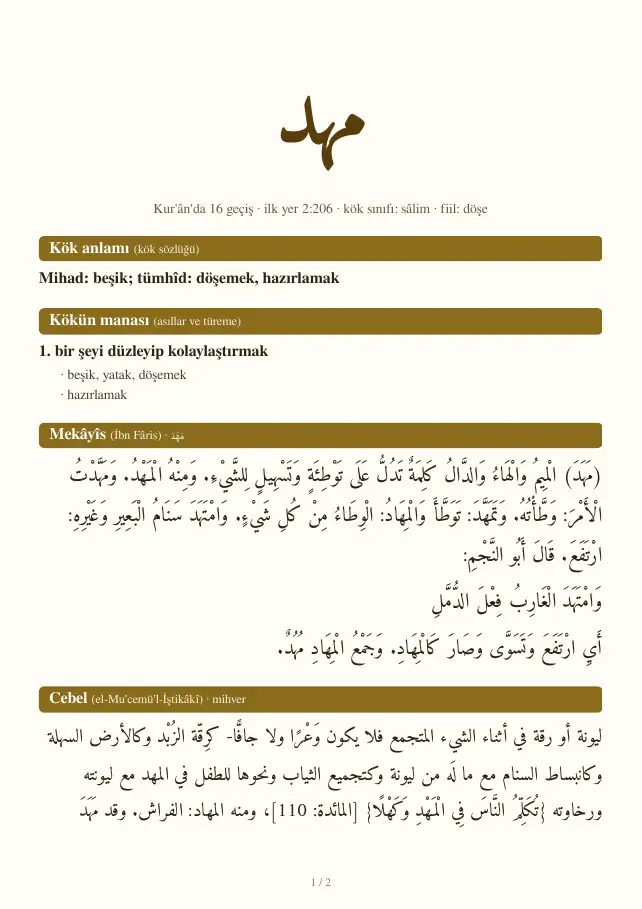 مهد
Kur'ân'da 16 geçiş · ilk yer 2:206 · kök sınıfı: sâlim · fiil: döşe
Kök anlamı (kök sözlüğü)
Mihad: beşik; tümhîd: döşemek, hazırlamak
Kökün manası (asıllar ve türeme)
1. bir şeyi düzleyip kolaylaştırmak
· beşik, yatak, döşemek
· hazırlamak
Mekâyîs (İbn Fâris) · مَهَدَ
(مَهَدَ) الْمِيمُ وَالْهَاءُ وَالدَّالُ كَلِمَةٌ تَدُلُّ عَلَى تَوْطِئَةٍ وَتَسْهِيلٍ لِلشَّيْءِ. وَمِنْهُ الْمَهْدُ. وَمَهَّدْتُ
الْأَمْرَ: وَطَّأْتُهُ. وَتَمَهَّدَ: تَوَطَّأَ وَالْمِهَادُ: الْوِطَاءُ مِنْ كُلِّ شَيْءٍ. وَامْتَهَدَ سَنَامُ الْبَعِيرِ وَغَيْرِهِ:
ارْتَفَعَ. قَالَ أَبُو النَّجْمِ:
وَامْتَهَدَ الْغَارِبُ فِعْلَ الدُّمَّلِ
أَيِ ارْتَفَعَ وَتَسَوَّى وَصَارَ كَالْمِهَادِ. وَجَمْعُ الْمِهَادِ مُهُدٌ.
Cebel (el-Mu'cemü'l-İştikâkî) · mihver
ليونة أو رقة في أثناء الشيء المتجمع فلا يكون وَعْرًا ولا جافًّا- كرِقّة الزُبْد وكالأرض السهلة
وكانبساط السنام مع ما لَه من ليونة وكتجميع الثياب ونحوها للطفل في المهد مع ليونته
ورخاوته {تُكَلِّمُ النَّاسَ فِي الْمَهْدِ وَكَهْلًا} [المائدة: 110]، ومنه المهاد: الفراش. وقد مَهَدَ
1 / 2